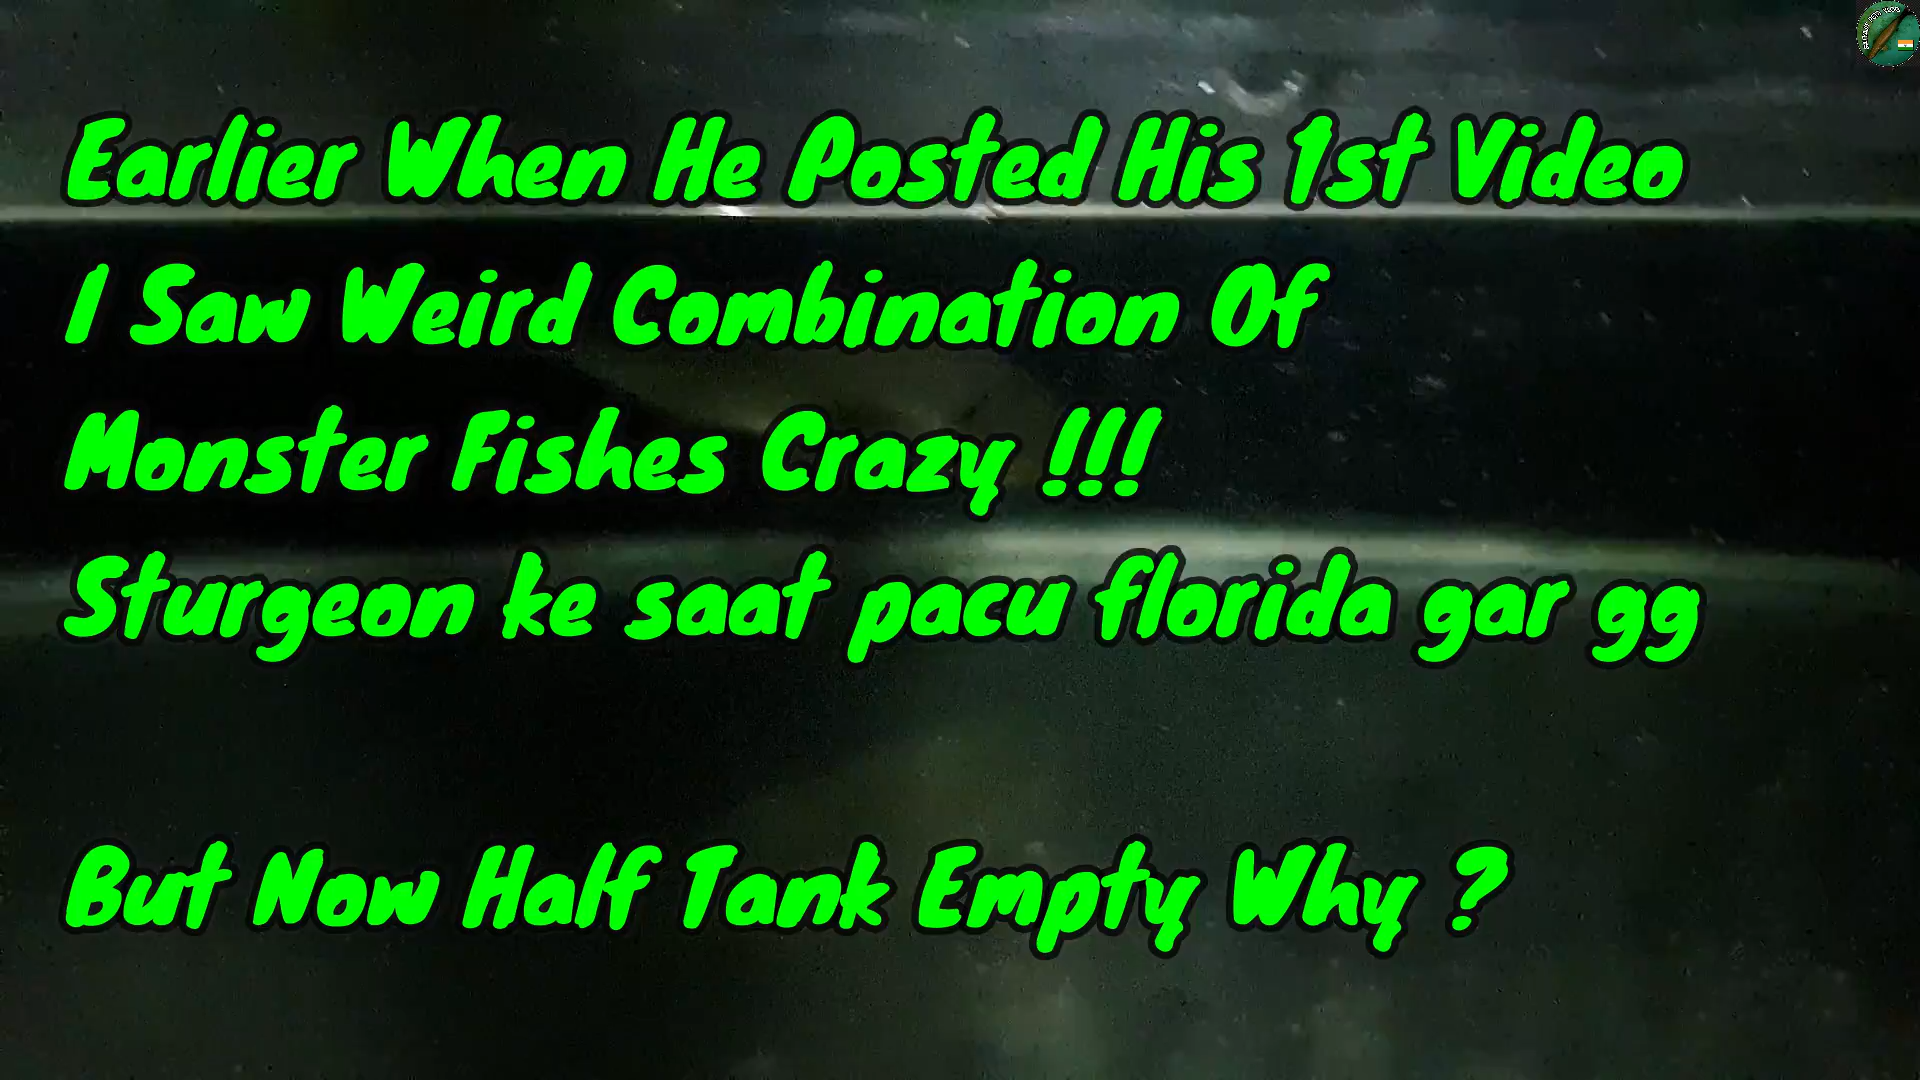 Earlier When He Posted His 1st Video
I Saw Weird Combination Of
Monster Fishes Crazy !!!
Sturgeon ke saat pacu florida gar gg
But Now Half Tank Empty Why ?